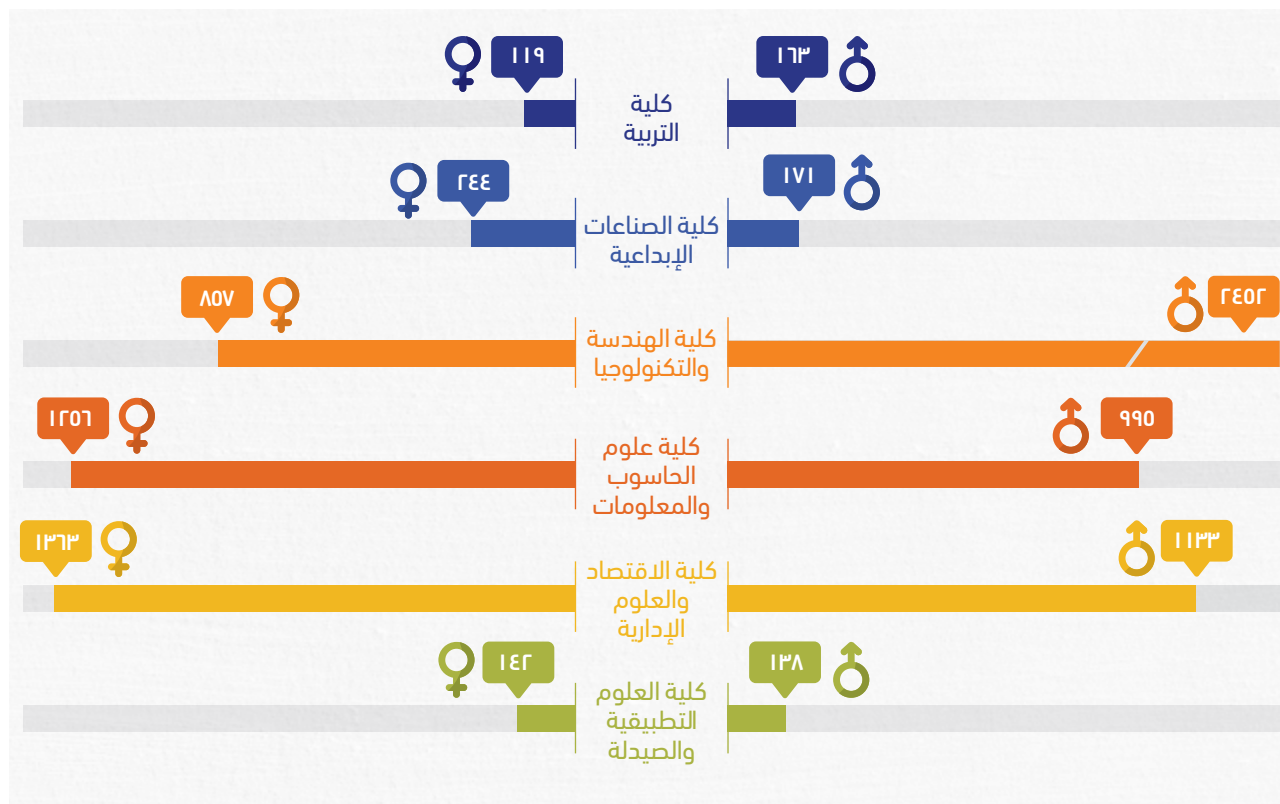 ١٦٣
١١٩
كلية
التربية
١٧١
٢٤٤
كلية الصناعات
الإبداعية
٢٤٥٢
٨٥٧
كلية الهندسة
والتكنولوجيا
٩٩٥
١٢٥٦
كلية علوم
الحاسوب
والمعلومات
١١٣٣
١٣٦٣
كلية الاقتصاد
والعلوم
الإدارية
١٣٨
١٤٢
كلية العلوم
التطبيقية
والصيدلة